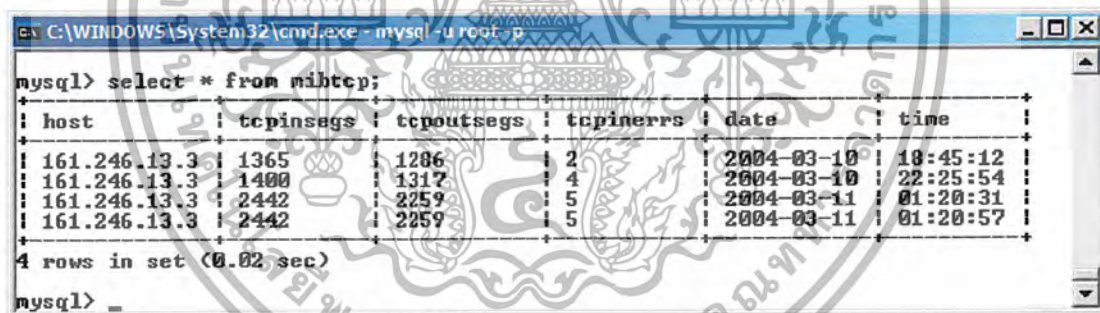 C:\WINDOWS\System32\cmd.exe - mysql -u root -p
mysql> select * from mibtcp;
+--------------+-----------+------------+-----------+------------+----------+
| host | tcpinsegs | tcpoutsegs | tcpinerrs | date | time |
+--------------+-----------+------------+-----------+------------+----------+
| 161.246.13.3 | 1365 | 1286 | 2 | 2004-03-10 | 18:45:12 |
| 161.246.13.3 | 1400 | 1317 | 4 | 2004-03-10 | 22:25:54 |
| 161.246.13.3 | 2442 | 2259 | 5 | 2004-03-11 | 01:20:31 |
| 161.246.13.3 | 2442 | 2259 | 5 | 2004-03-11 | 01:20:57 |
+--------------+-----------+------------+-----------+------------+----------+
4 rows in set (0.02 sec)
mysql> _